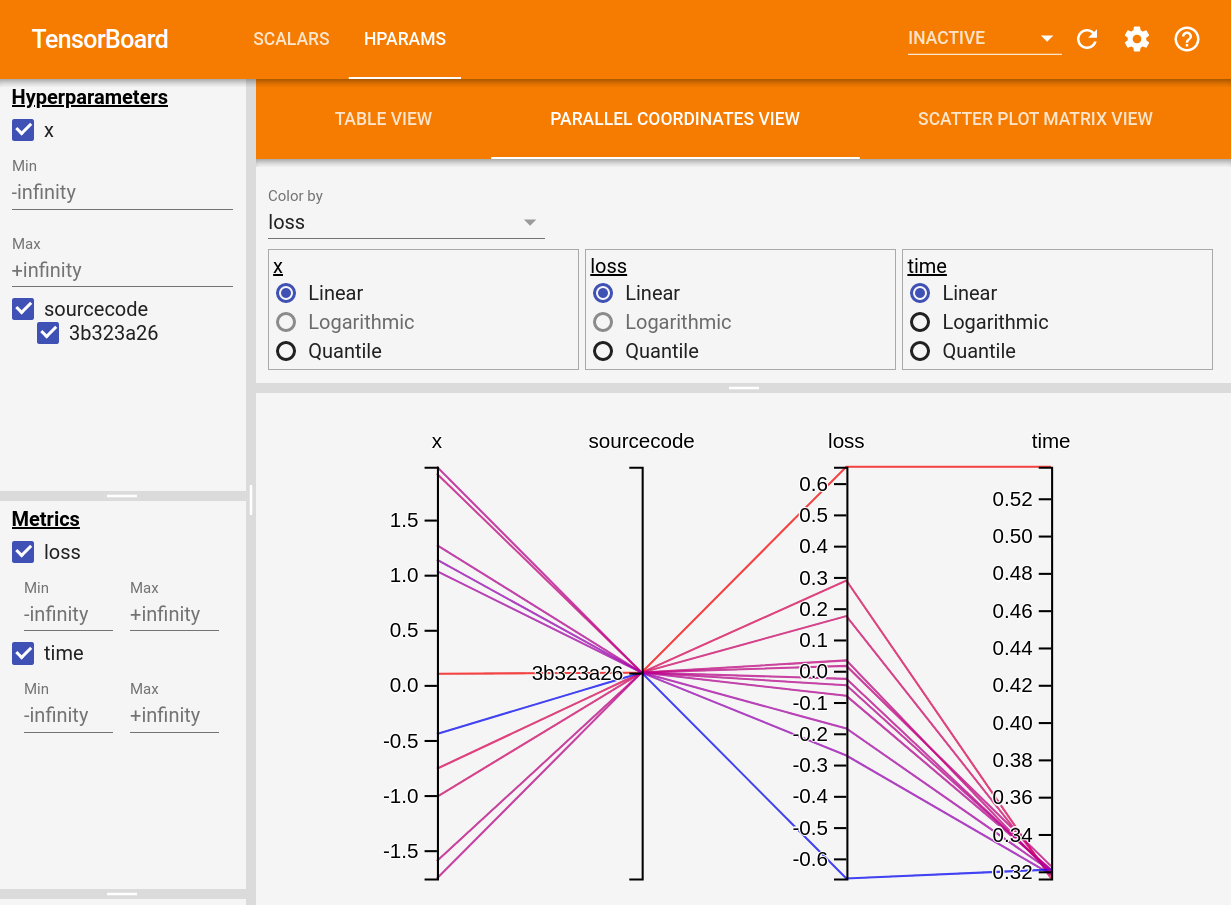 TensorBoard SCALARS HPARAMS INACTIVE
Hyperparameters
x
Min
-infinity
Max
+infinity
sourcecode
3b323a26
Metrics
loss
Min Max
-infinity +infinity
time
Min Max
-infinity +infinity
TABLE VIEW PARALLEL COORDINATES VIEW SCATTER PLOT MATRIX VIEW
Color by
loss
x
Linear
Logarithmic
Quantile
loss
Linear
Logarithmic
Quantile
time
Linear
Logarithmic
Quantile
x
1.5
1.0
0.5
0.0
-0.5
-1.0
-1.5
sourcecode
3b323a26
loss
0.6
0.5
0.4
0.3
0.2
0.1
0.0
-0.1
-0.2
-0.3
-0.4
-0.5
-0.6
time
0.52
0.50
0.48
0.46
0.44
0.42
0.40
0.38
0.36
0.34
0.32